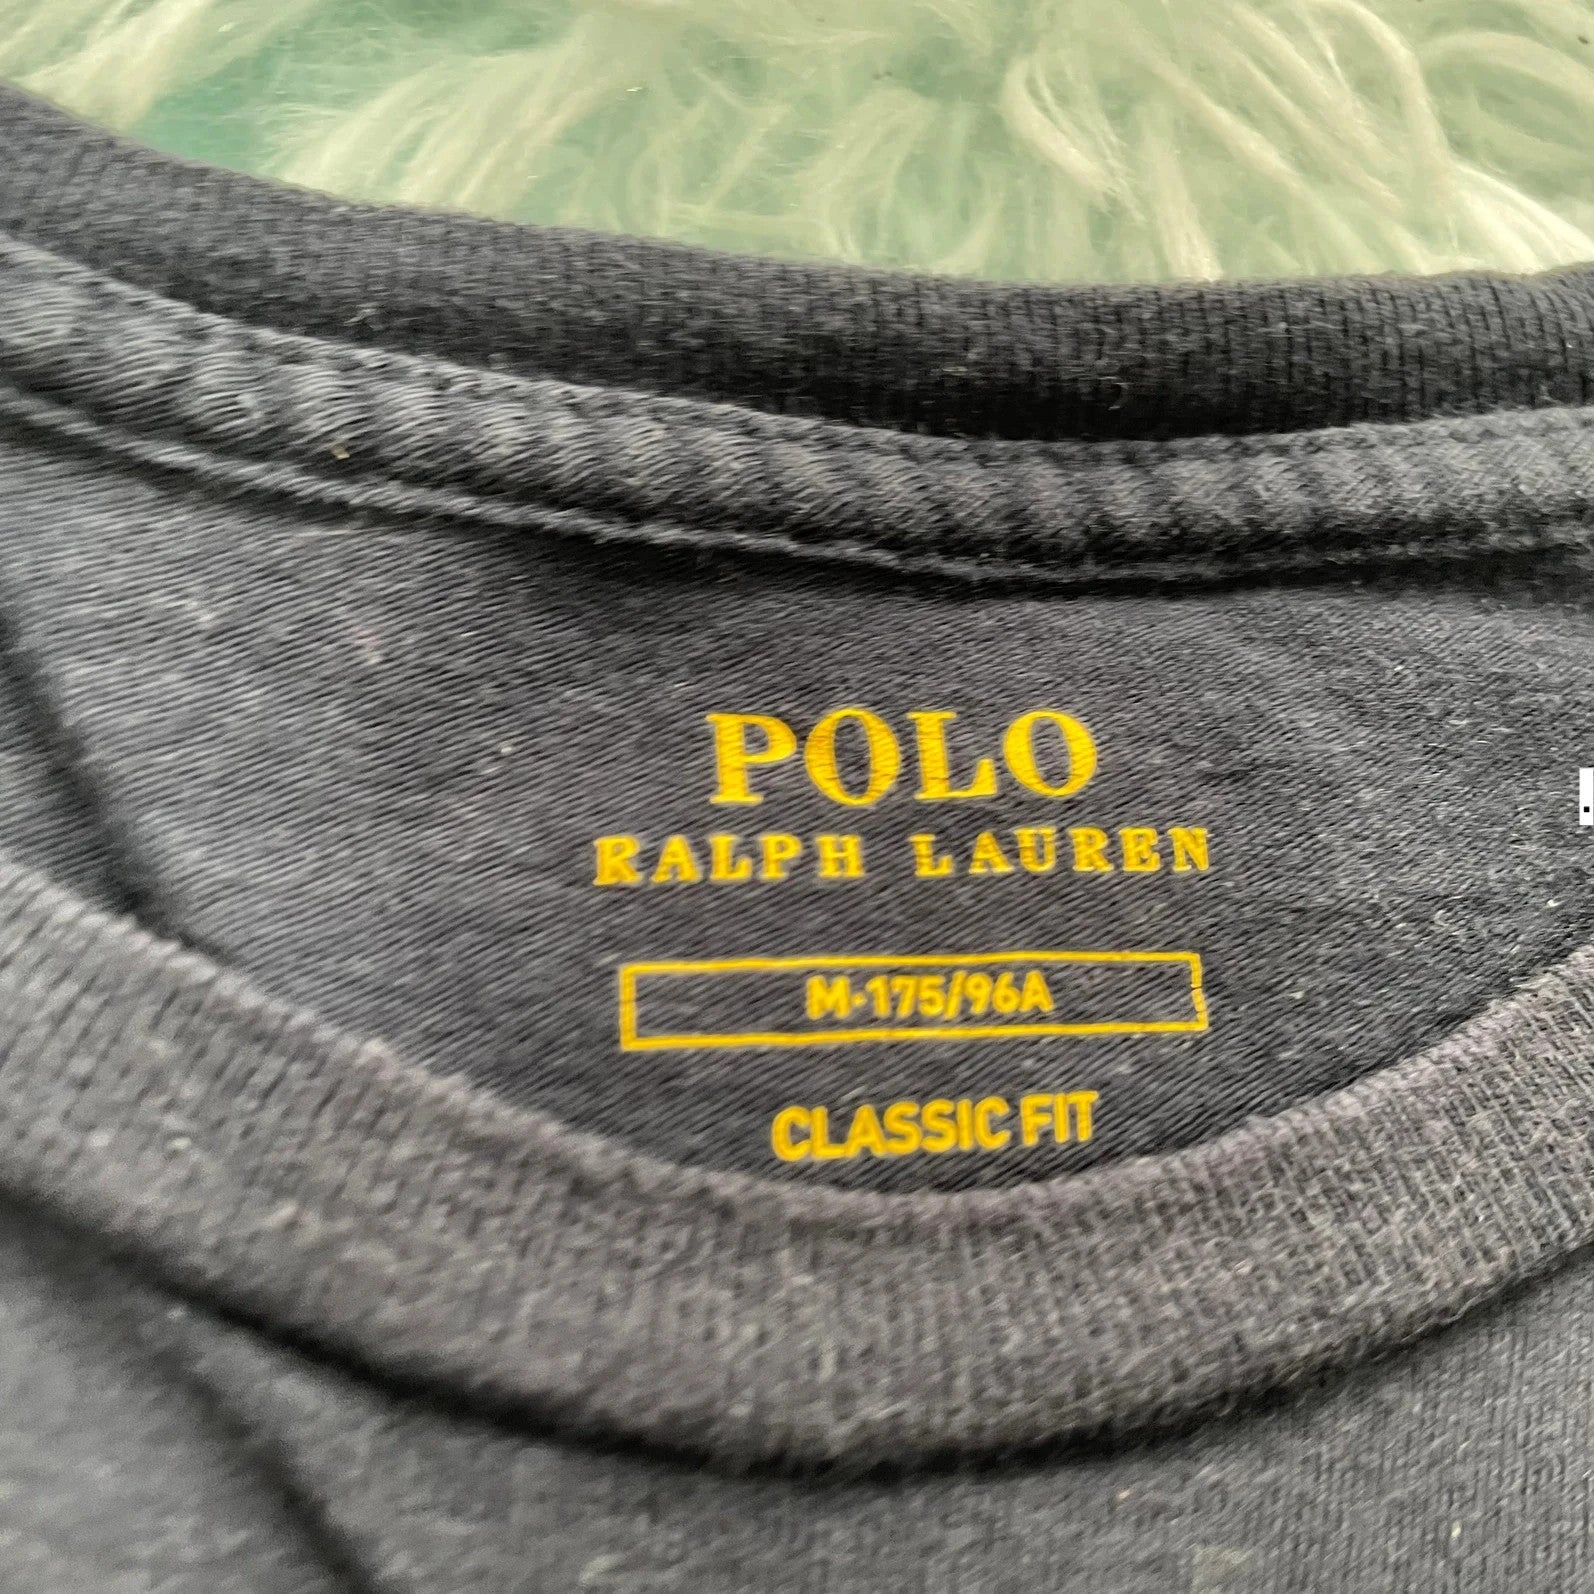 POLO
RALPH LAUREN
M-175/96A
CLASSIC FIT